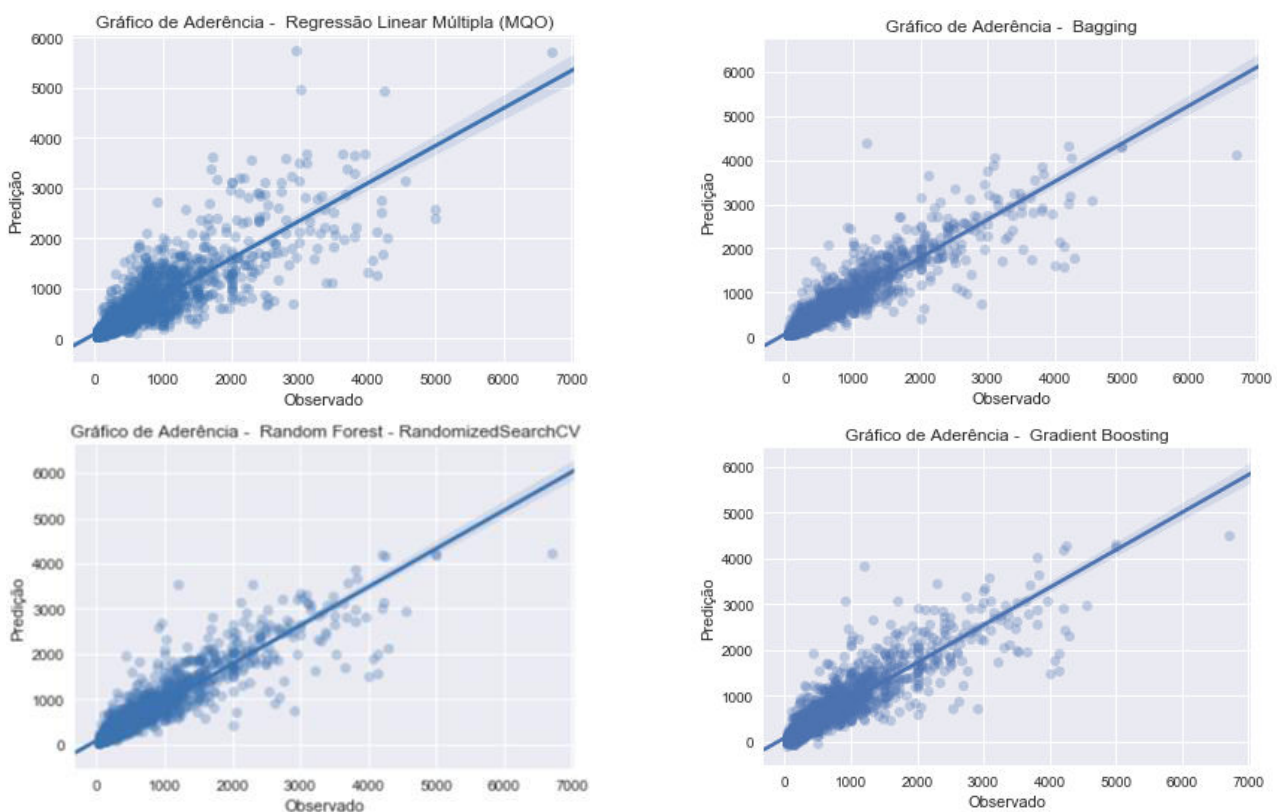 Gráfico de Aderência - Regressão Linear Múltipla (MQO)
6000
5000
4000
3000
2000
1000
0
Predição
0 1000 2000 3000 4000 5000 6000 7000
Observado
Gráfico de Aderência - Bagging
6000
5000
4000
3000
2000
1000
0
Predição
0 1000 2000 3000 4000 5000 6000 7000
Observado
Gráfico de Aderência - Random Forest - RandomizedSearchCV
6000
5000
4000
3000
2000
1000
0
Predição
0 1000 2000 3000 4000 5000 6000 7000
Observado
Gráfico de Aderência - Gradient Boosting
6000
5000
4000
3000
2000
1000
0
Predição
0 1000 2000 3000 4000 5000 6000 7000
Observado